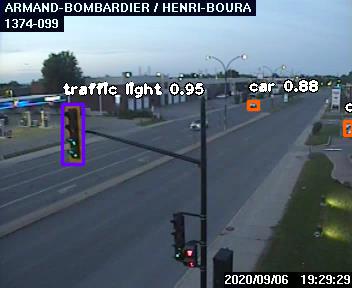 ARMAND-BOMBARDIER / HENRI-BOURA
1374-099
traffic light 0.95
car 0.88
c
2020/09/06 19:29:29